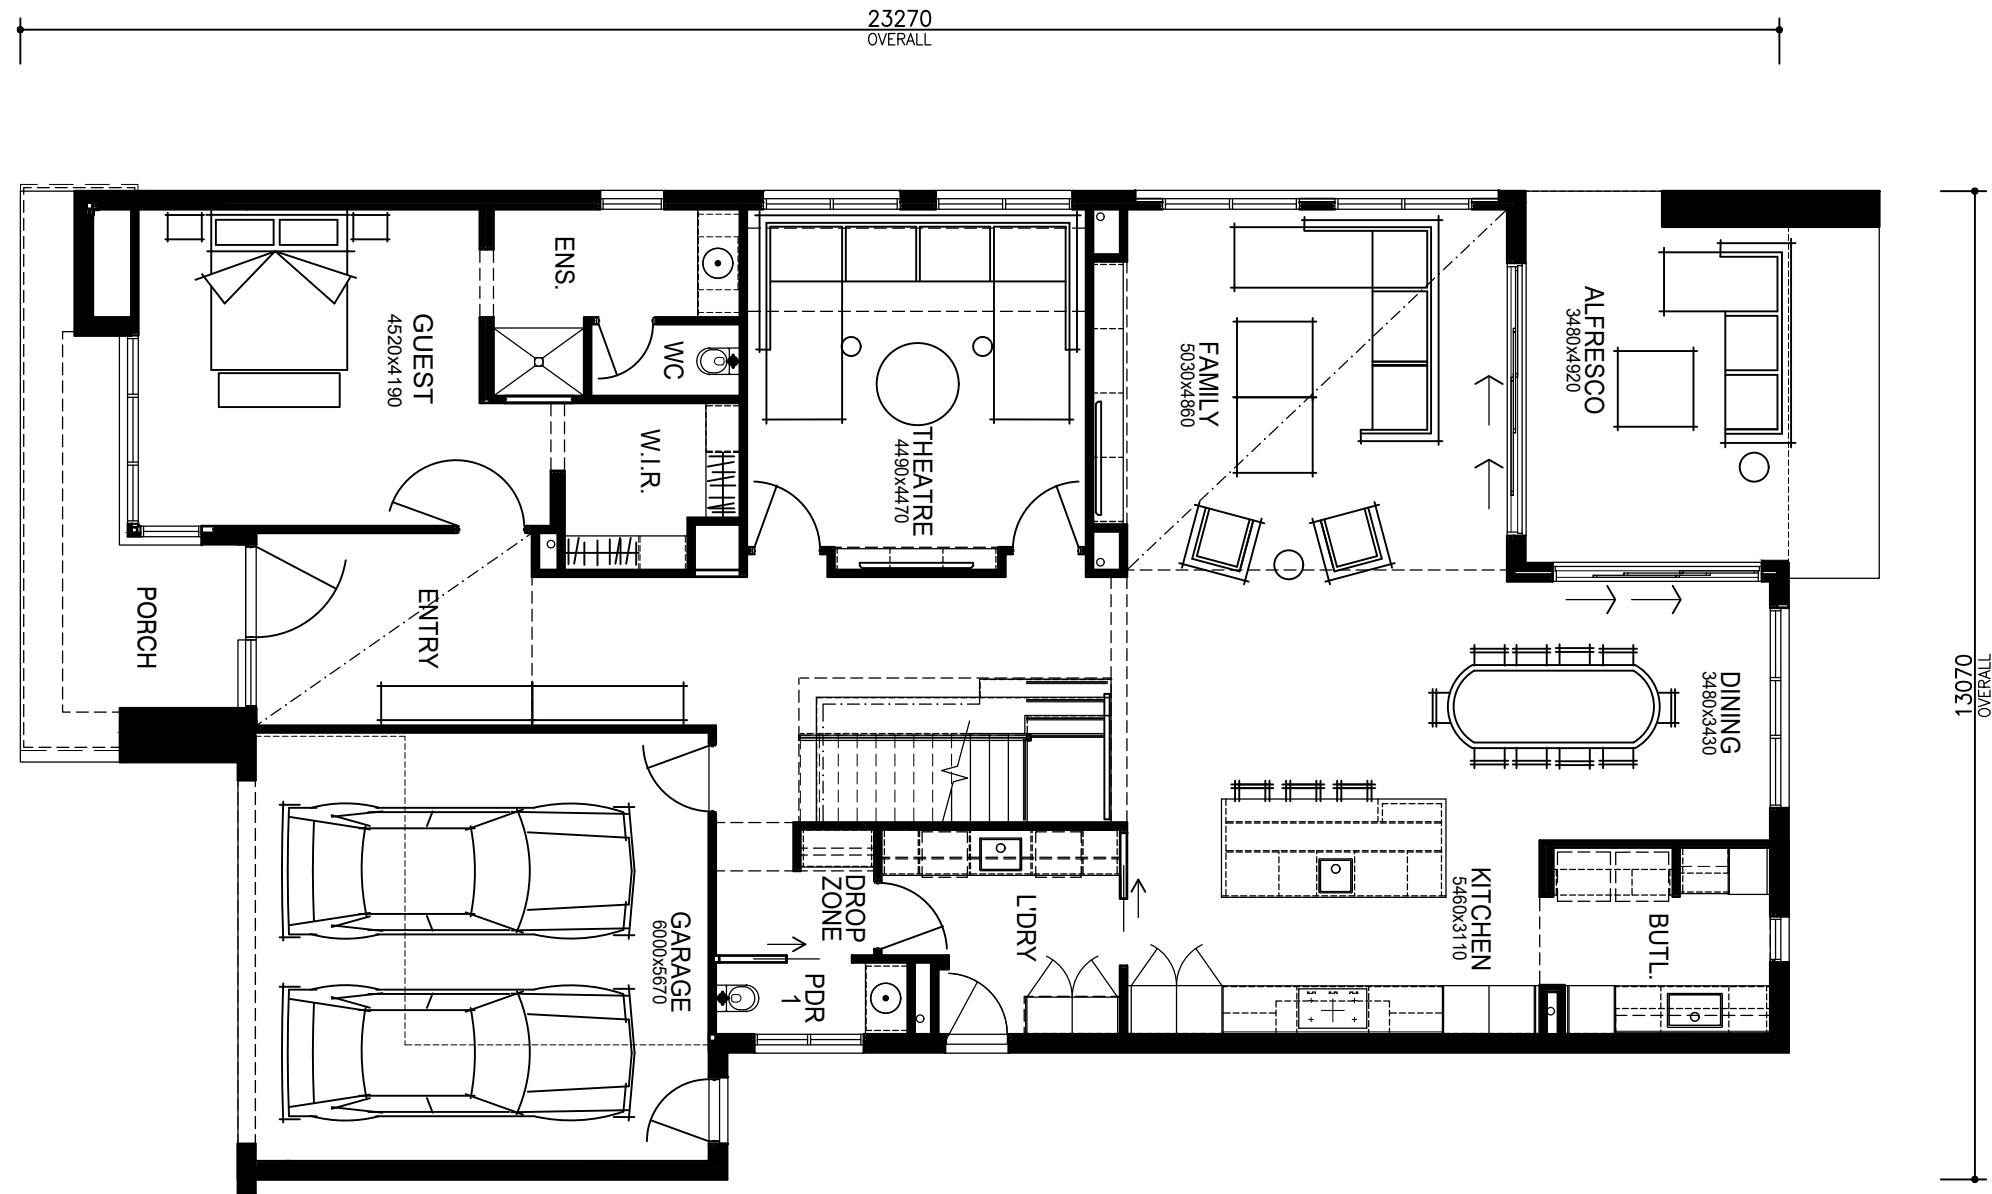 23270
OVERALL
13070
OVERALL
GUEST
4520x4190
ENS.
WC
W.I.R.
THEATRE
4490x4470
FAMILY
5030x4860
ALFRESCO
3480x4920
PORCH
ENTRY
DINING
3480x3430
GARAGE
6000x5670
DROP
ZONE
PDR
1
L'DRY
KITCHEN
5460x3110
BUTL.